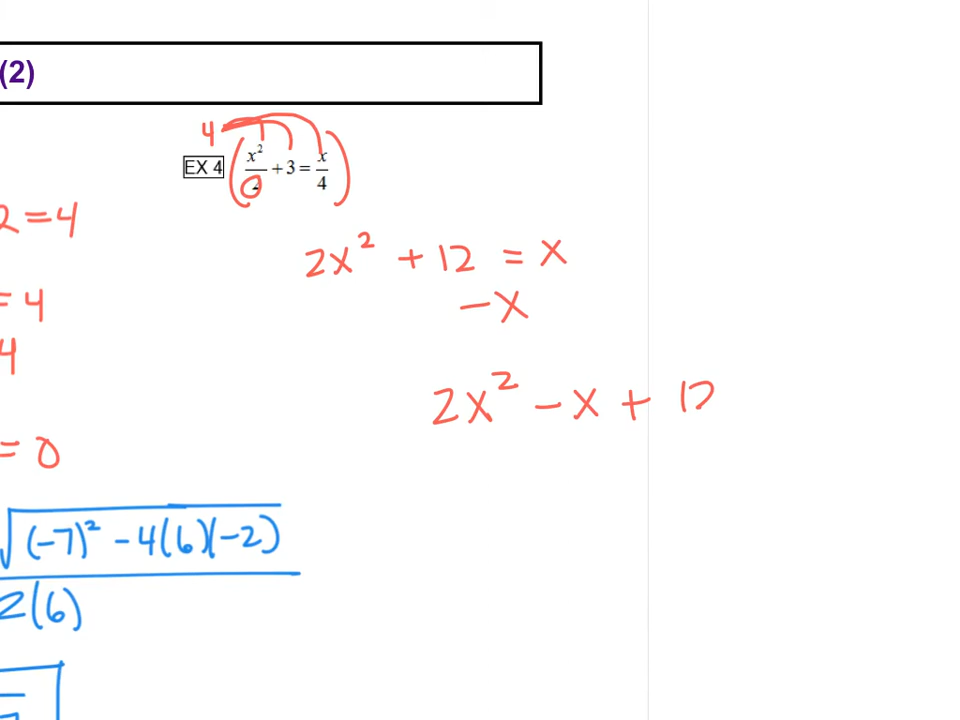 (2)
4
EX 4 ( x²/2 + 3 = x/4 )
2 = 4
2x² + 12 = x
= 4
- x
4
2x² - x + 12
= 0
√(-7)² - 4(6)(-2)
2(6)